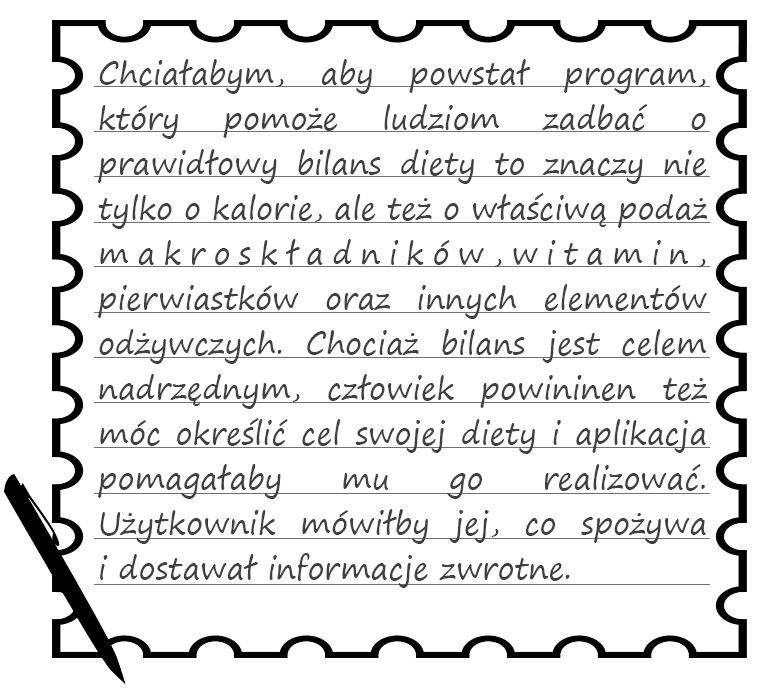 Chciałabym, aby powstał program,
który pomoże ludziom zadbać o
prawidłowy bilans diety to znaczy nie
tylko o kalorie, ale też o właściwą podaż
makroskładników,witamin,
pierwiastków oraz innych elementów
odżywczych. Chociaż bilans jest celem
nadrzędnym, człowiek powininen też
móc określić cel swojej diety i aplikacja
pomagałaby mu go realizować.
Użytkownik mówiłby jej, co spożywa
i dostawał informacje zwrotne.